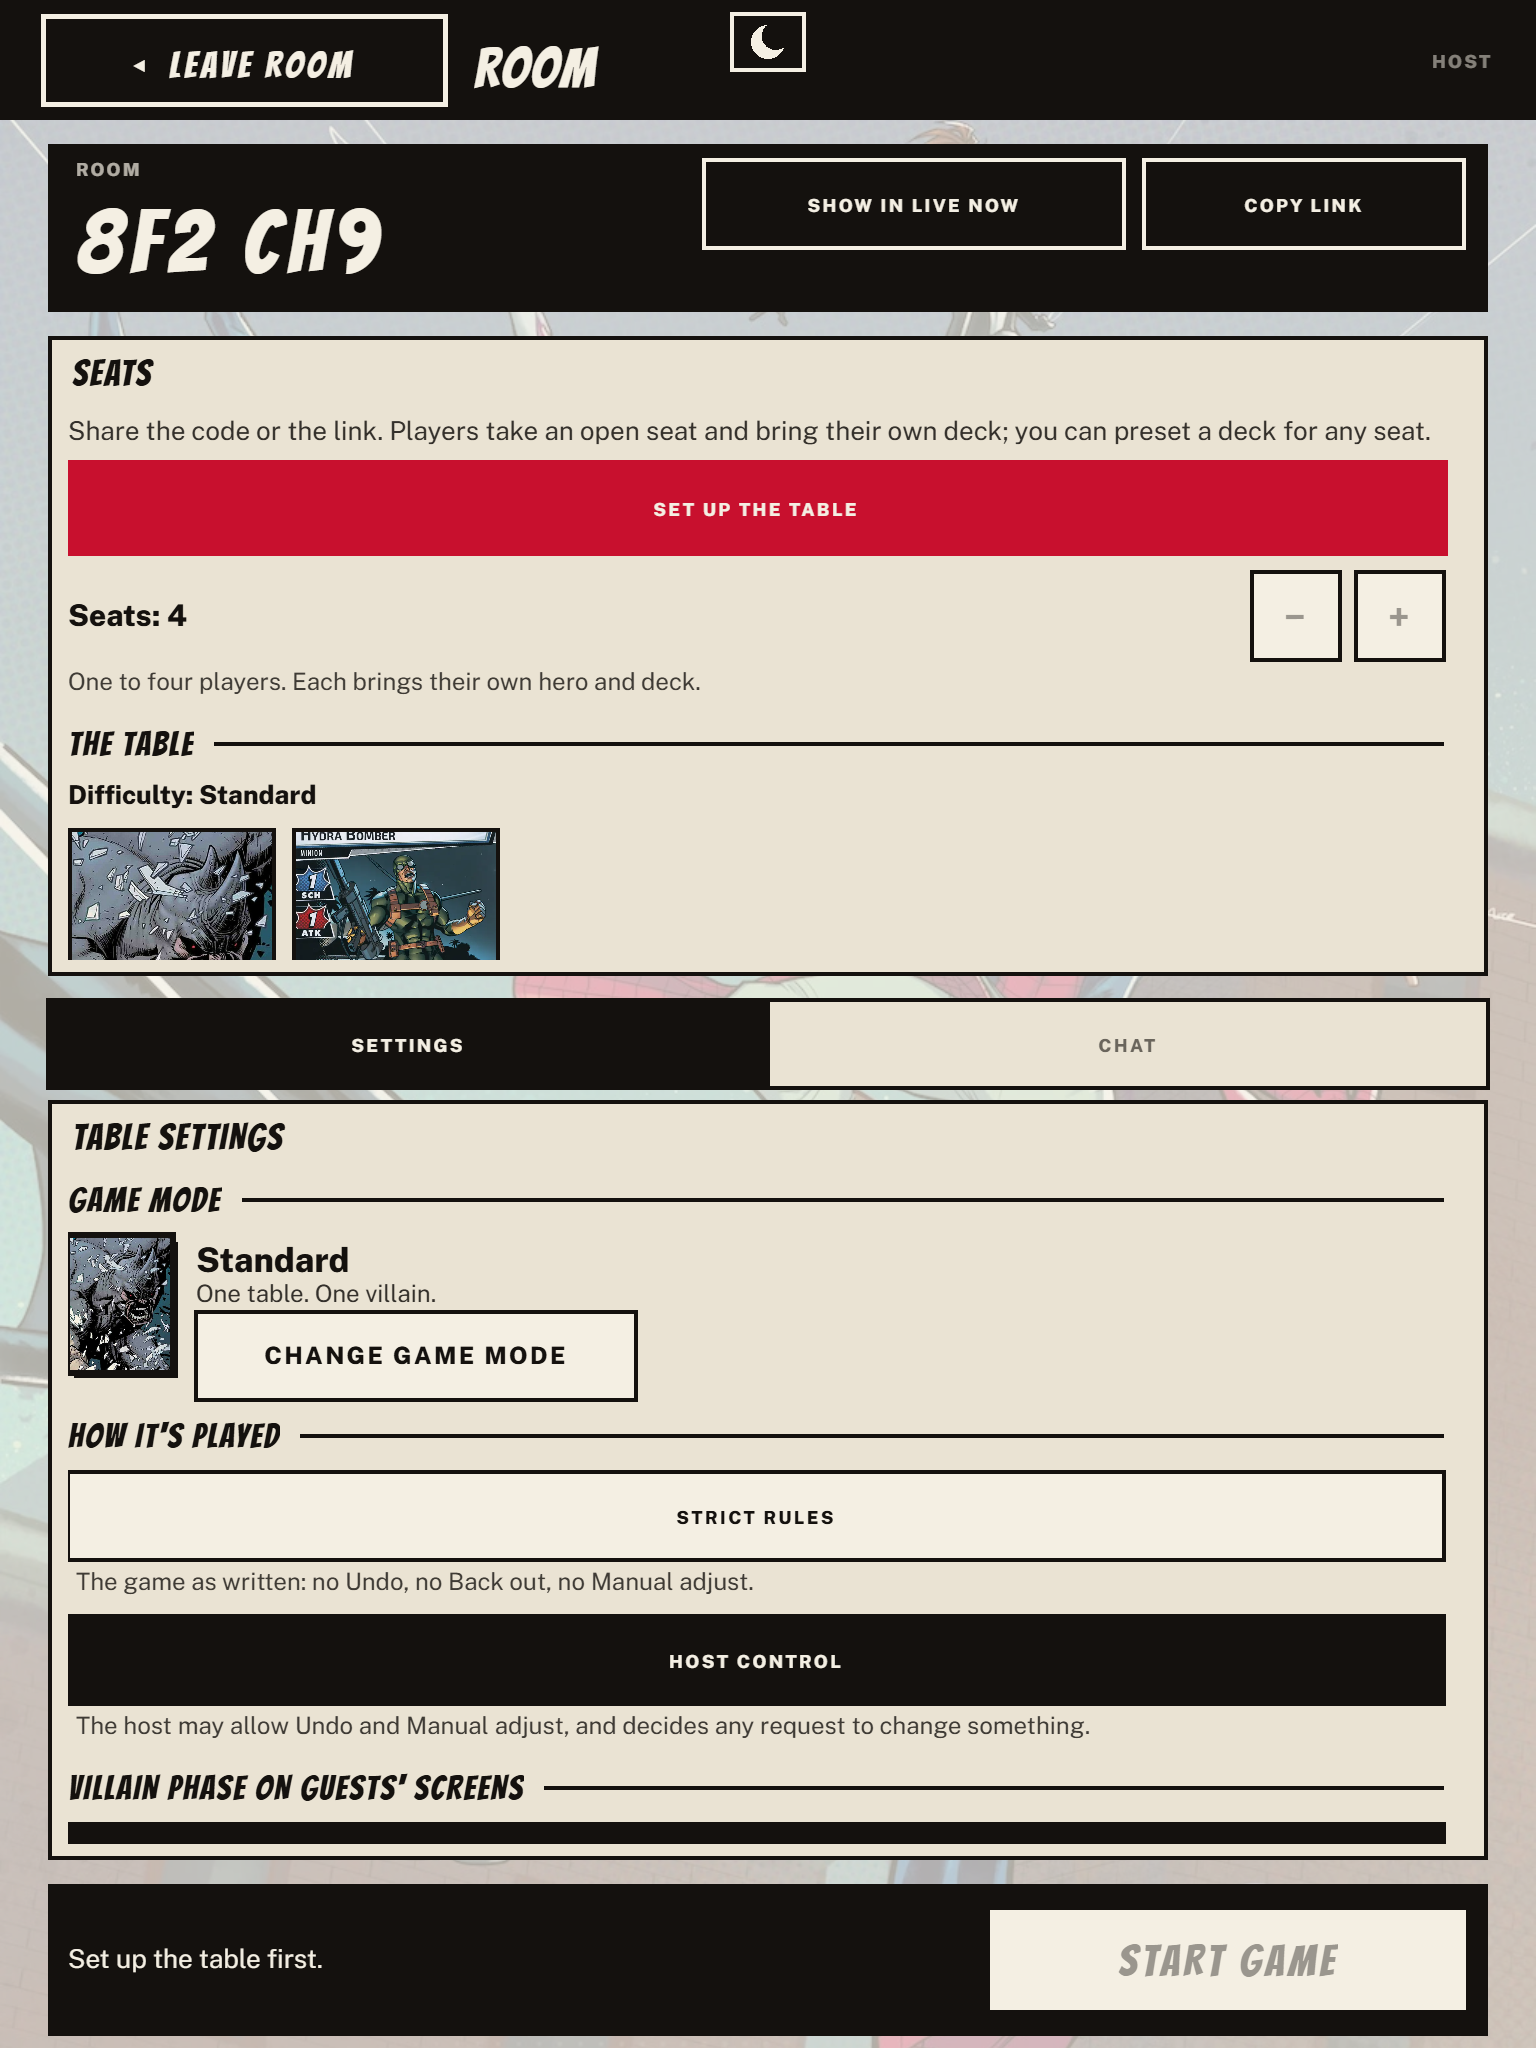 ◄ LEAVE ROOM
ROOM
HOST
ROOM
8F2 CH9
SHOW IN LIVE NOW
COPY LINK
SEATS
Share the code or the link. Players take an open seat and bring their own deck; you can preset a deck for any seat.
SET UP THE TABLE
Seats: 4
−
+
One to four players. Each brings their own hero and deck.
THE TABLE
Difficulty: Standard
HYDRA BOMBER
MINION
1
SCH
1
ATK
SETTINGS
CHAT
TABLE SETTINGS
GAME MODE
Standard
One table. One villain.
CHANGE GAME MODE
HOW IT'S PLAYED
STRICT RULES
The game as written: no Undo, no Back out, no Manual adjust.
HOST CONTROL
The host may allow Undo and Manual adjust, and decides any request to change something.
VILLAIN PHASE ON GUESTS' SCREENS
Set up the table first.
START GAME